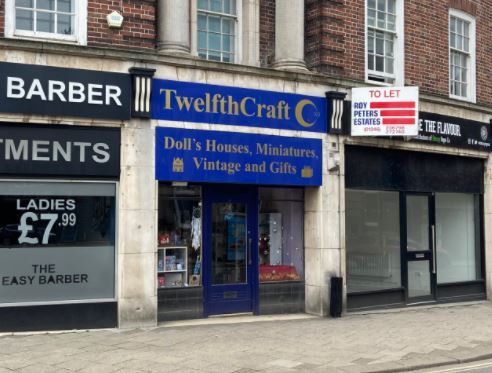 BARBER
TMENTS
LADIES
£7.99
THE
EASY BARBER
TwelfthCraft
Doll's Houses, Miniatures,
Vintage and Gifts
TO LET
ROY
PETERS
ESTATES
E THE FLAVOUR.